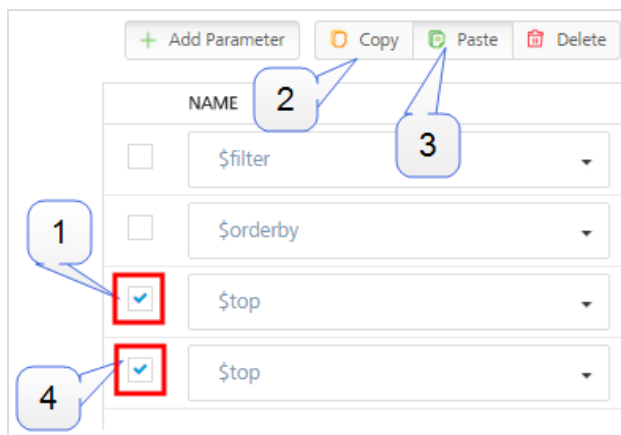 Add Parameter Copy Paste Delete
NAME 2
3
$filter
1 $orderby
$top
$top
4